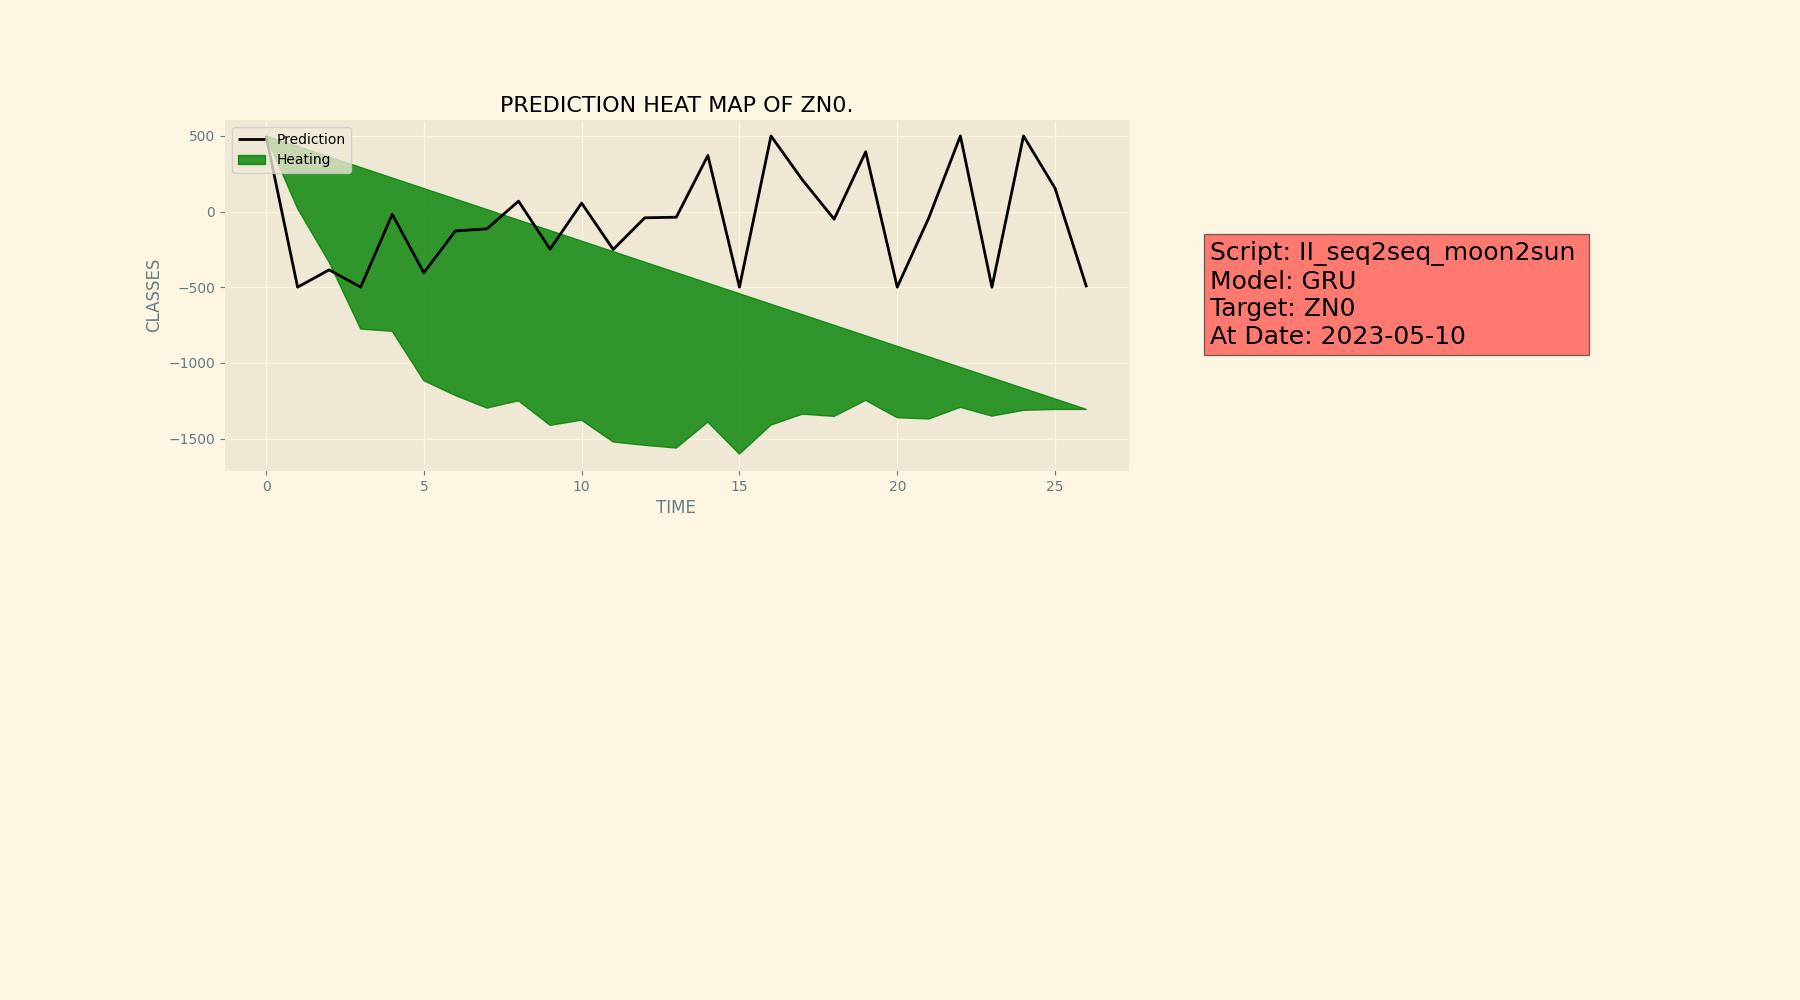 PREDICTION HEAT MAP OF ZN0.
Prediction
Heating
500
0
−500
−1000
−1500
CLASSES
0 5 10 15 20 25
TIME
Script: II_seq2seq_moon2sun
Model: GRU
Target: ZN0
At Date: 2023-05-10